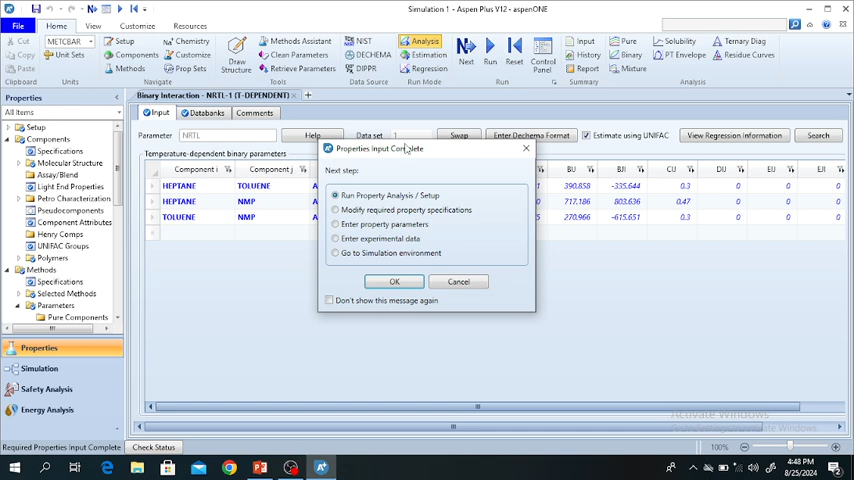 Simulation 1 - Aspen Plus V12 - aspenONE
File Home View Customize Resources
Cut METCBAR Setup Chemistry Methods Assistant NIST Analysis Input Pure Solubility Ternary Diag
Copy Unit Sets Components Customize Clean Parameters DECHEMA Estimation History Binary PT Envelope Residue Curves
Paste Methods Prop Sets Draw Structure Retrieve Parameters DIPPR Regression Next Run Reset Control Panel Report Mixture
Clipboard Units Navigate Tools Data Source Run Mode Run Summary Analysis
Properties
All Items
Setup
Components
Specifications
Molecular Structure
Assay/Blend
Light End Properties
Petro Characterization
Pseudocomponents
Component Attributes
Henry Comps
UNIFAC Groups
Polymers
Methods
Specifications
Selected Methods
Parameters
Pure Components
Properties
Simulation
Safety Analysis
Energy Analysis
Binary Interaction - NRTL-1 (T-DEPENDENT)
Input Databanks Comments
Parameter NRTL Help Data set 1 Swap Enter Dechema Format Estimate using UNIFAC View Regression Information Search
Temperature-dependent binary parameters
Component i Component j BIJ BJI CIJ DIJ EIJ EJI
HEPTANE TOLUENE 390.858 -335.644 0.3 0 0 0
HEPTANE NMP 717.186 803.636 0.47 0 0 0
TOLUENE NMP 270.966 -615.651 0.3 0 0 0
Properties Input Complete
Next step:
Run Property Analysis / Setup
Modify required property specifications
Enter property parameters
Enter experimental data
Go to Simulation environment
OK Cancel
Don't show this message again
Activate Windows
Required Properties Input Complete Check Status 100%
4:48 PM
8/25/2024